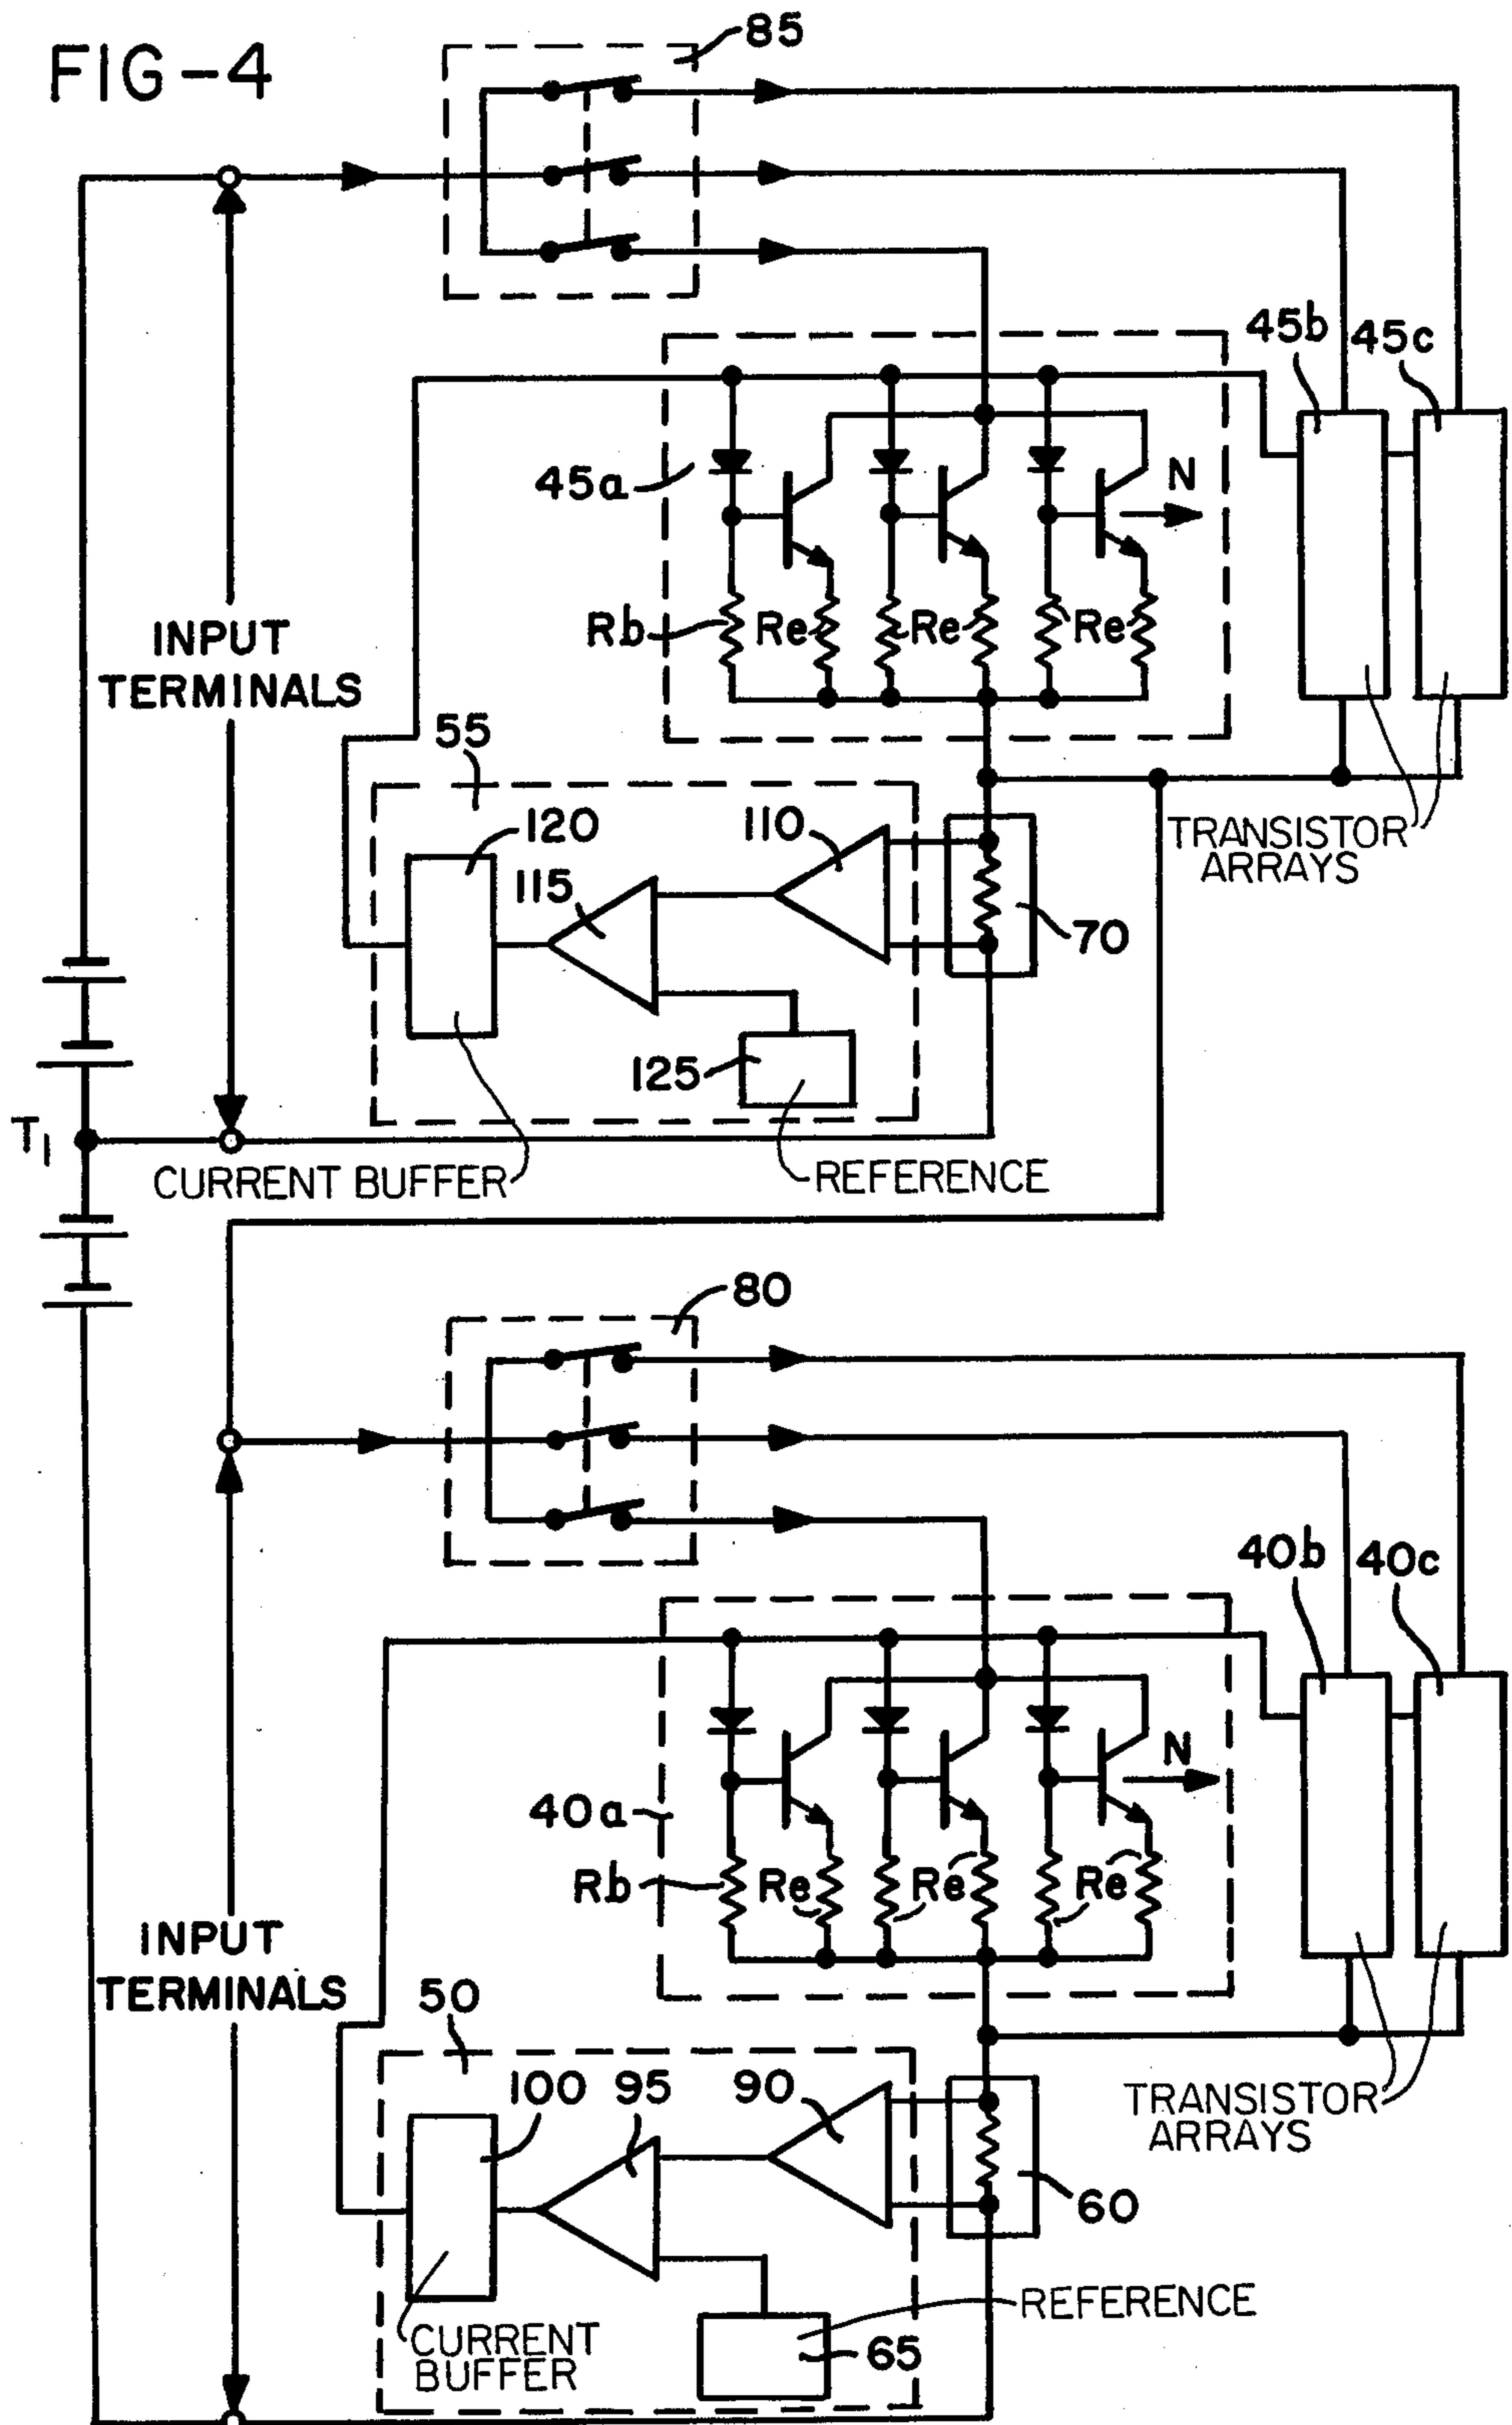 FIG-4
85
45b
45c
45a
N
Rb
Re
Re
Re
INPUT
TERMINALS
55
120
110
115
TRANSISTOR
ARRAYS
70
125
T1
CURRENT BUFFER
REFERENCE
80
40b
40c
N
40a
Rb
Re
Re
Re
INPUT
TERMINALS
50
100
95
90
TRANSISTOR
ARRAYS
60
REFERENCE
CURRENT
BUFFER
65